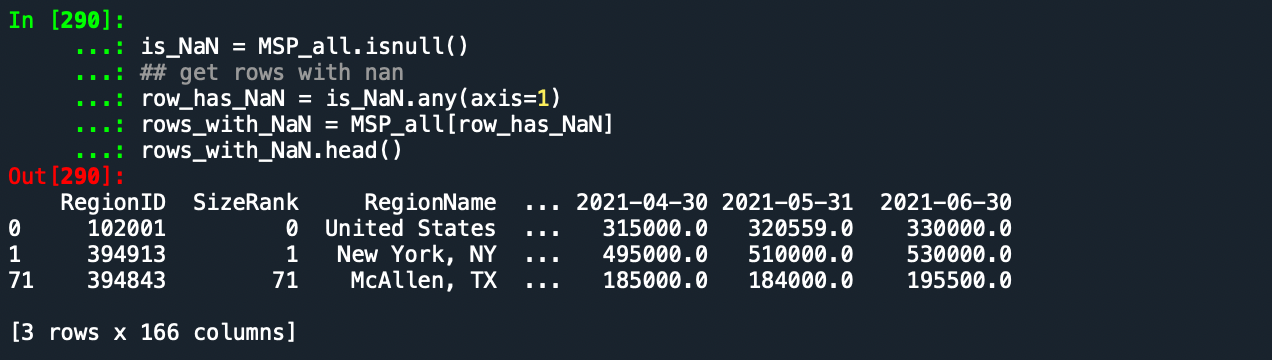 In [290]:
     ...: is_NaN = MSP_all.isnull()
     ...: ## get rows with nan
     ...: row_has_NaN = is_NaN.any(axis=1)
     ...: rows_with_NaN = MSP_all[row_has_NaN]
     ...: rows_with_NaN.head()
Out[290]:
    RegionID  SizeRank     RegionName  ... 2021-04-30 2021-05-31  2021-06-30
0     102001         0  United States  ...   315000.0   320559.0    330000.0
1     394913         1   New York, NY  ...   495000.0   510000.0    530000.0
71    394843        71    McAllen, TX  ...   185000.0   184000.0    195500.0
[3 rows x 166 columns]